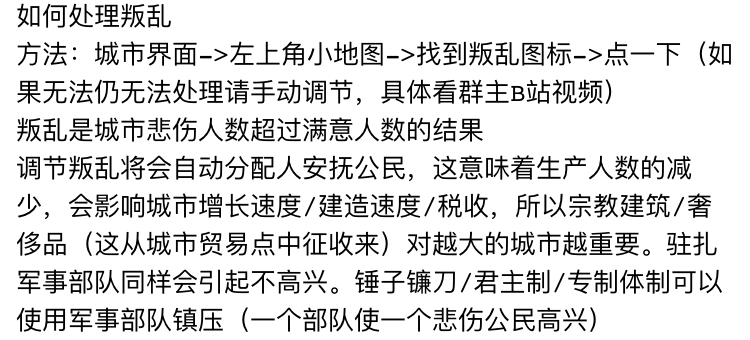 如何处理叛乱
方法：城市界面->左上角小地图->找到叛乱图标->点一下（如
果无法仍无法处理请手动调节，具体看群主B站视频）
叛乱是城市悲伤人数超过满意人数的结果
调节叛乱将会自动分配人安抚公民，这意味着生产人数的减
少，会影响城市增长速度/建造速度/税收，所以宗教建筑/奢
侈品（这从城市贸易点中征收来）对越大的城市越重要。驻扎
军事部队同样会引起不高兴。锤子镰刀/君主制/专制体制可以
使用军事部队镇压（一个部队使一个悲伤公民高兴）